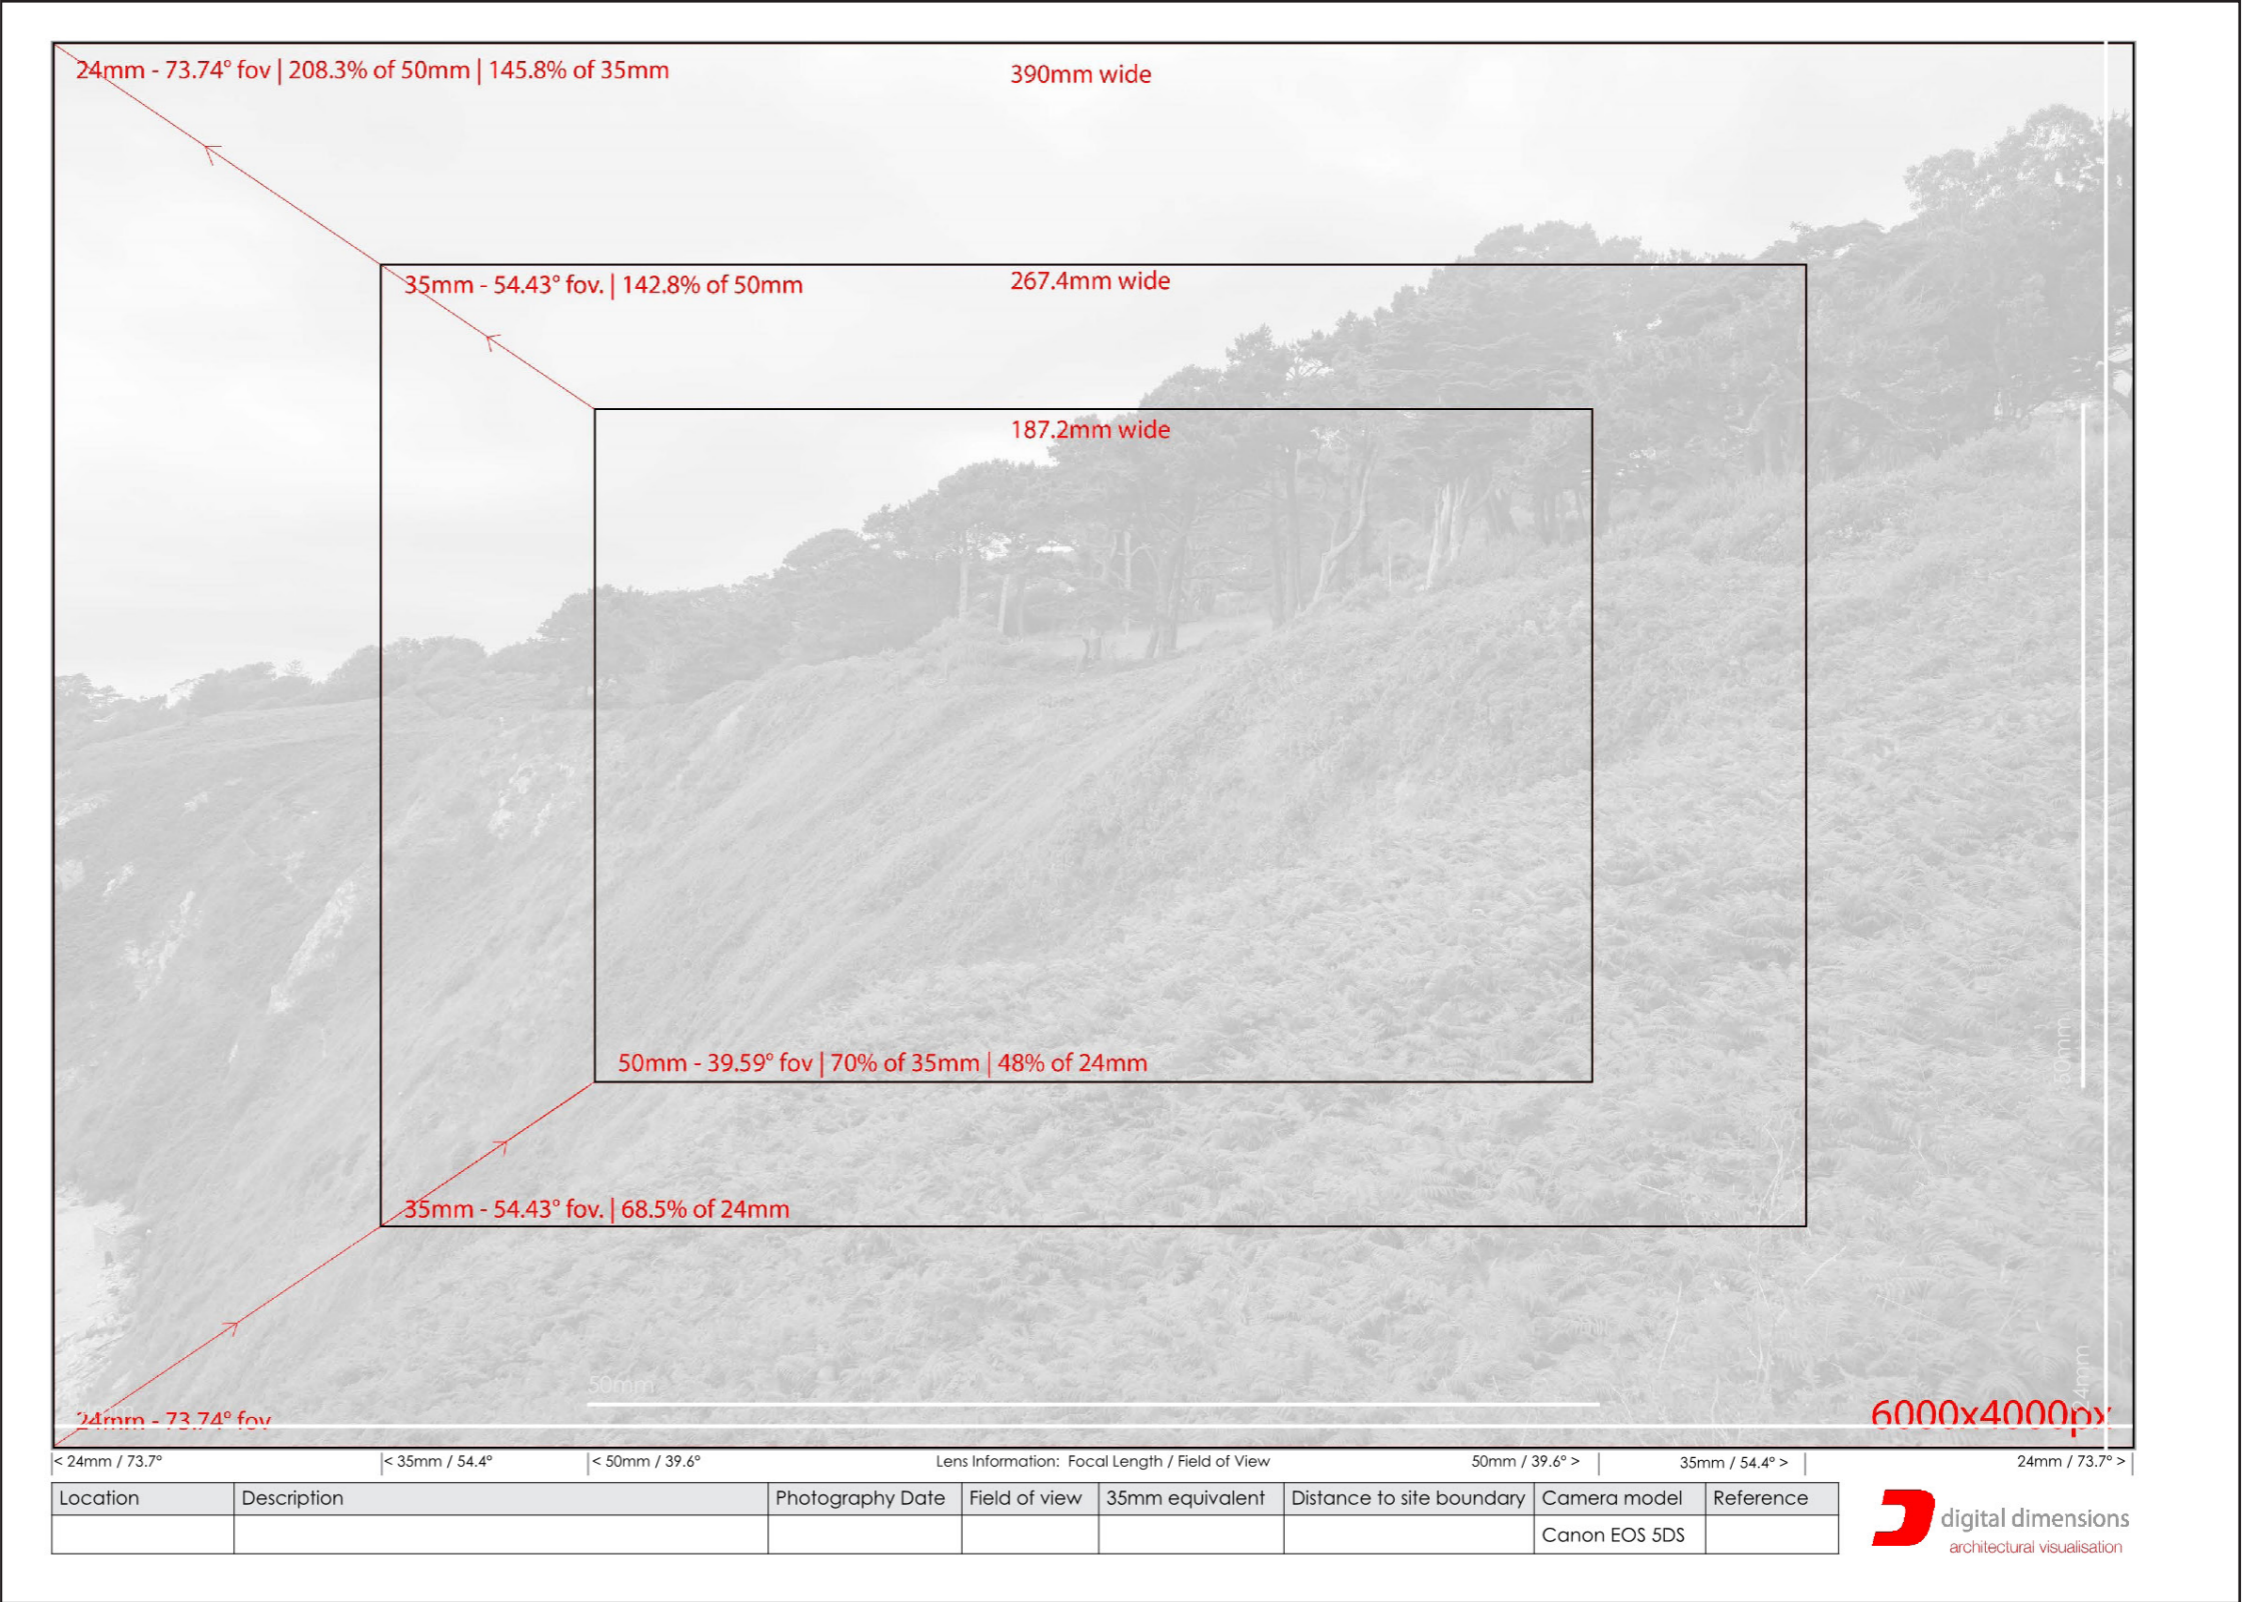 24mm - 73.74° fov | 208.3% of 50mm | 145.8% of 35mm
390mm wide
35mm - 54.43° fov. | 142.8% of 50mm
267.4mm wide
187.2mm wide
50mm - 39.59° fov | 70% of 35mm | 48% of 24mm
50mm
35mm - 54.43° fov. | 68.5% of 24mm
50mm
24mm
24mm - 73.74° fov
6000x4000px
|< 24mm / 73.7°
|< 35mm / 54.4°
|< 50mm / 39.6°
Lens Information: Focal Length / Field of View
50mm / 39.6° > |
35mm / 54.4° > |
24mm / 73.7° > |
Location Description Photography Date Field of view 35mm equivalent Distance to site boundary Camera model Reference
Canon EOS 5DS
digital dimensions
architectural visualisation